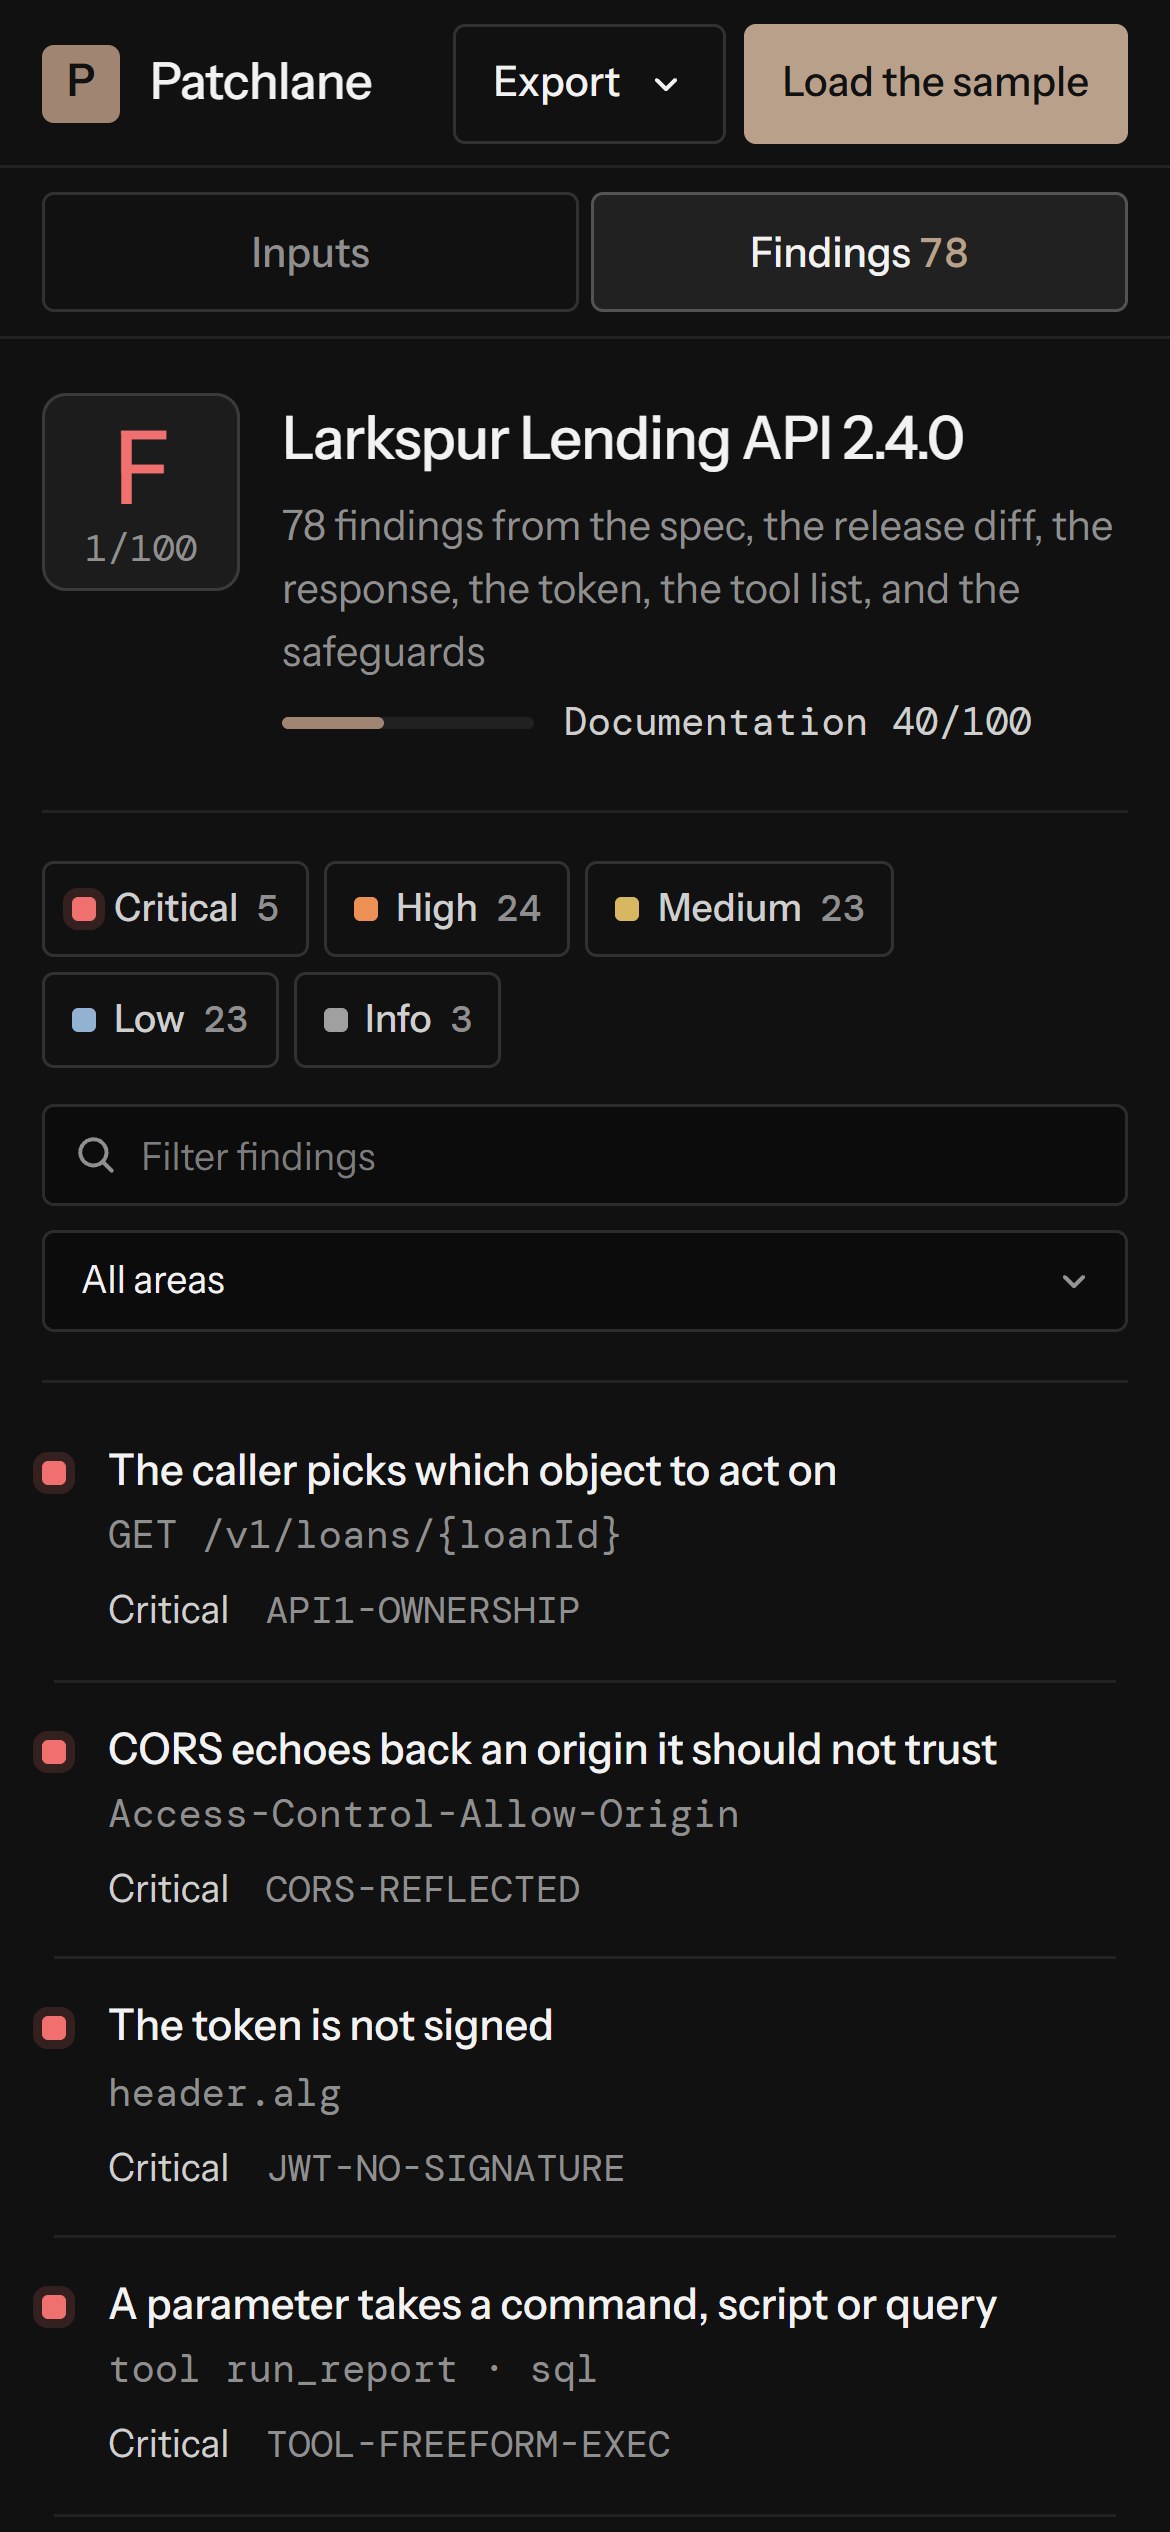 P Patchlane Export Load the sample
Inputs Findings 78
F
1/100
Larkspur Lending API 2.4.0
78 findings from the spec, the release diff, the
response, the token, the tool list, and the
safeguards
Documentation 40/100
Critical 5 High 24 Medium 23
Low 23 Info 3
Filter findings
All areas
The caller picks which object to act on
GET /v1/loans/{loanId}
Critical API1-OWNERSHIP
CORS echoes back an origin it should not trust
Access-Control-Allow-Origin
Critical CORS-REFLECTED
The token is not signed
header.alg
Critical JWT-NO-SIGNATURE
A parameter takes a command, script or query
tool run_report · sql
Critical TOOL-FREEFORM-EXEC